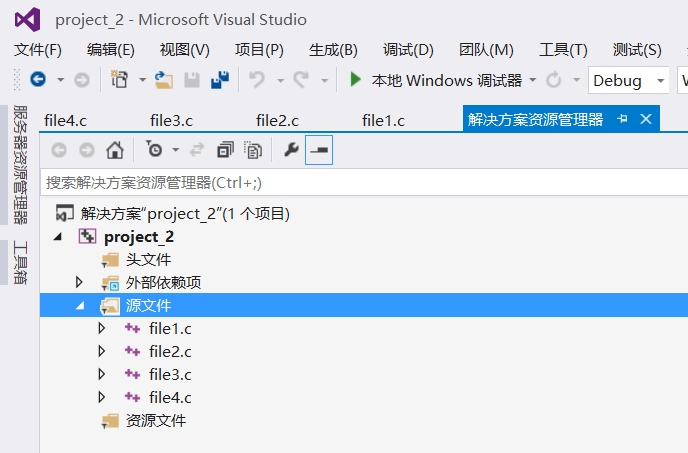 project_2 - Microsoft Visual Studio
文件(F) 编辑(E) 视图(V) 项目(P) 生成(B) 调试(D) 团队(M) 工具(T) 测试(S)
本地 Windows 调试器 Debug
服务器资源管理器
工具箱
file4.c file3.c file2.c file1.c 解决方案资源管理器
搜索解决方案资源管理器(Ctrl+;)
解决方案"project_2"(1 个项目)
project_2
头文件
外部依赖项
源文件
file1.c
file2.c
file3.c
file4.c
资源文件